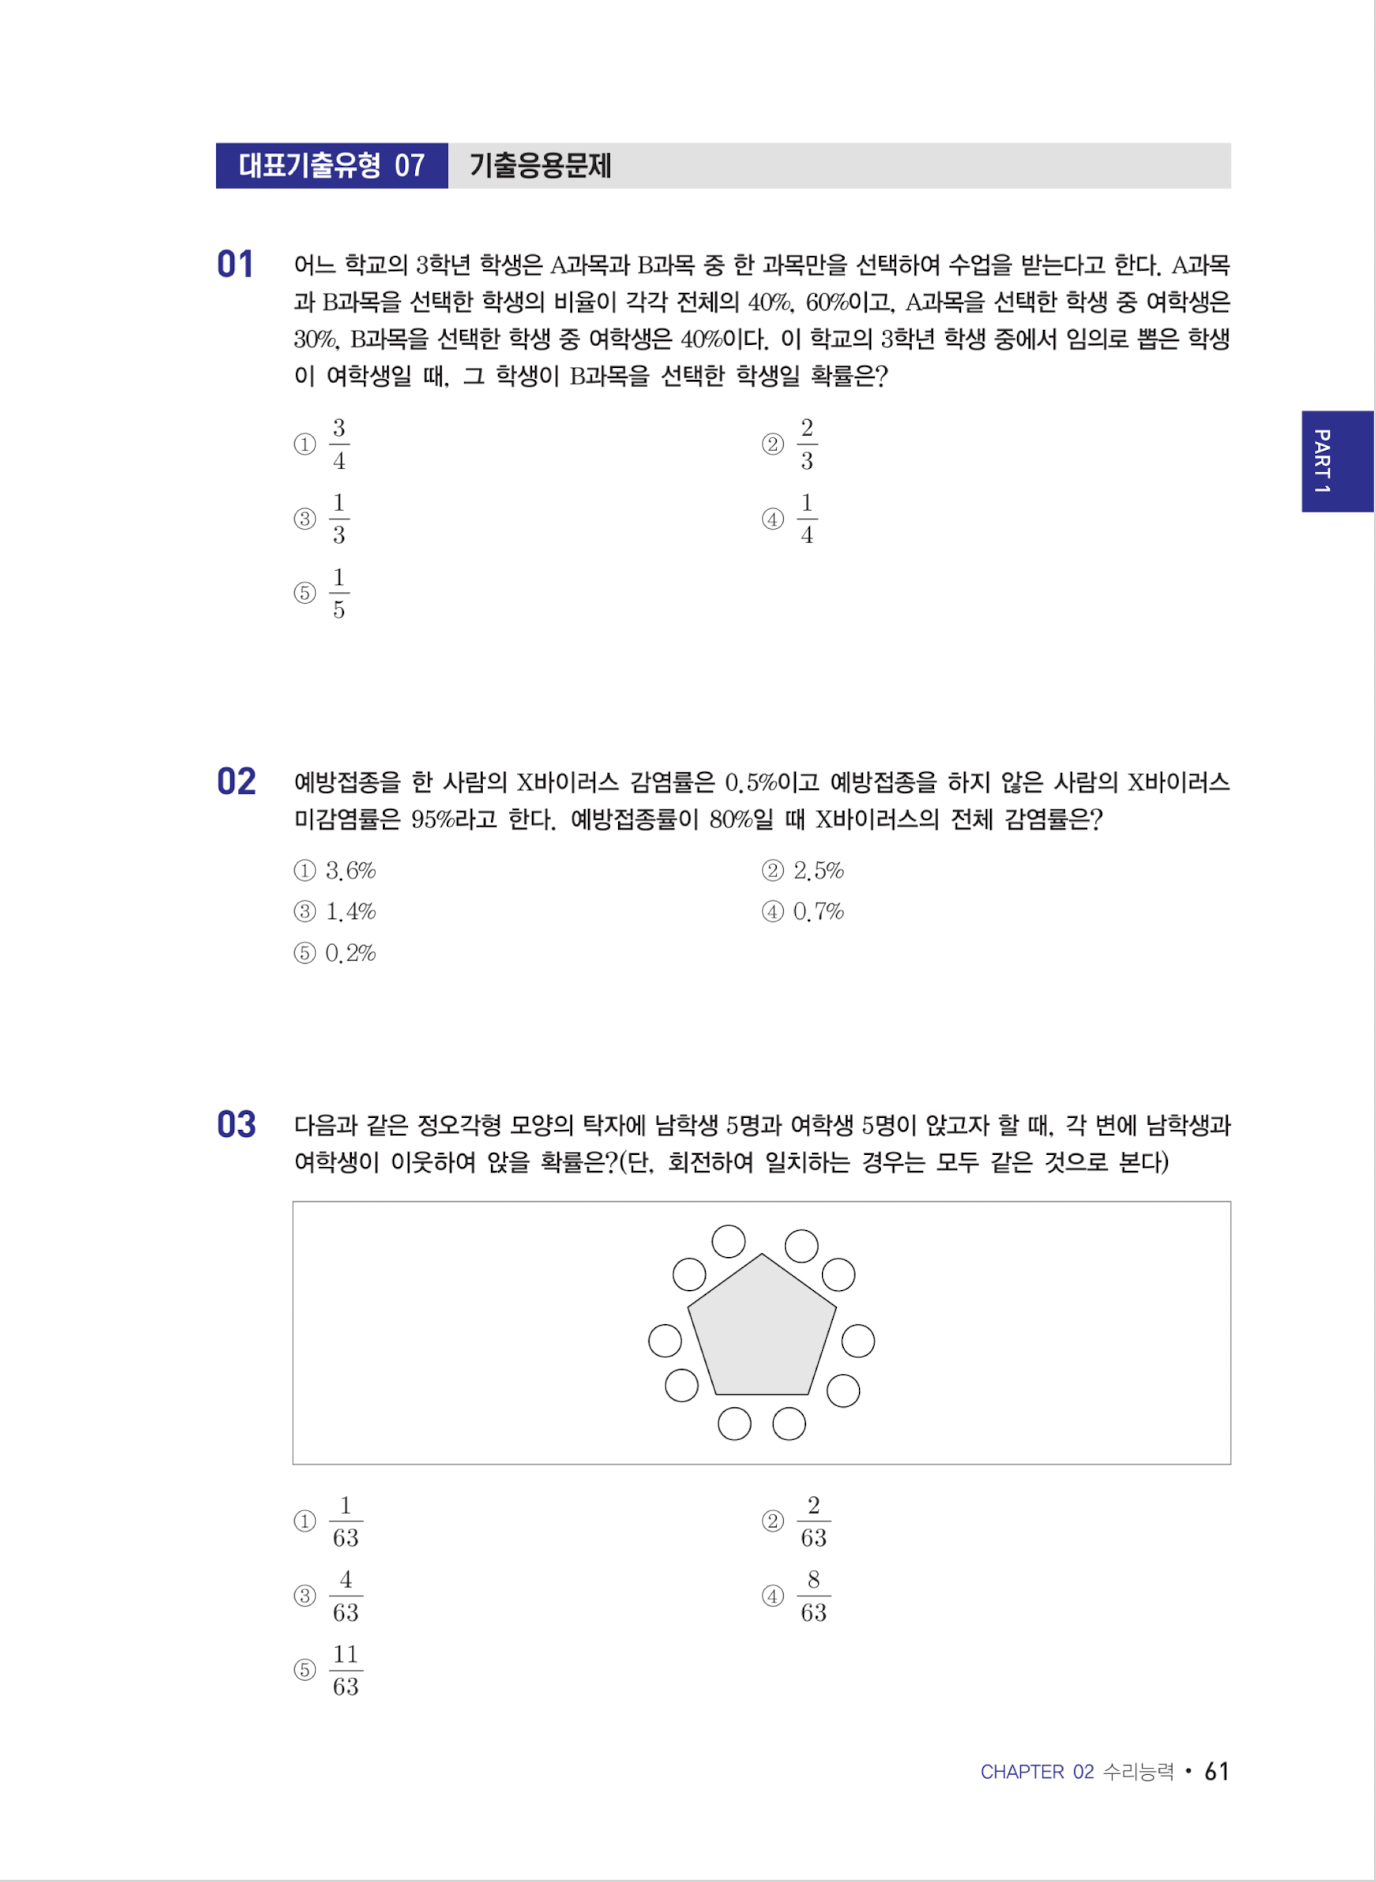 대표기출유형 07 기출응용문제
01 어느 학교의 3학년 학생은 A과목과 B과목 중 한 과목만을 선택하여 수업을 받는다고 한다. A과목
과 B과목을 선택한 학생의 비율이 각각 전체의 40%, 60%이고, A과목을 선택한 학생 중 여학생은
30%, B과목을 선택한 학생 중 여학생은 40%이다. 이 학교의 3학년 학생 중에서 임의로 뽑은 학생
이 여학생일 때, 그 학생이 B과목을 선택한 학생일 확률은?
① 3/4 ② 2/3
③ 1/3 ④ 1/4
PART 1
⑤ 1/5
02 예방접종을 한 사람의 X바이러스 감염률은 0.5%이고 예방접종을 하지 않은 사람의 X바이러스
미감염률은 95%라고 한다. 예방접종률이 80%일 때 X바이러스의 전체 감염률은?
① 3.6% ② 2.5%
③ 1.4% ④ 0.7%
⑤ 0.2%
03 다음과 같은 정오각형 모양의 탁자에 남학생 5명과 여학생 5명이 앉고자 할 때, 각 변에 남학생과
여학생이 이웃하여 앉을 확률은?(단, 회전하여 일치하는 경우는 모두 같은 것으로 본다)
① 1/63 ② 2/63
③ 4/63 ④ 8/63
⑤ 11/63
CHAPTER 02 수리능력 • 61